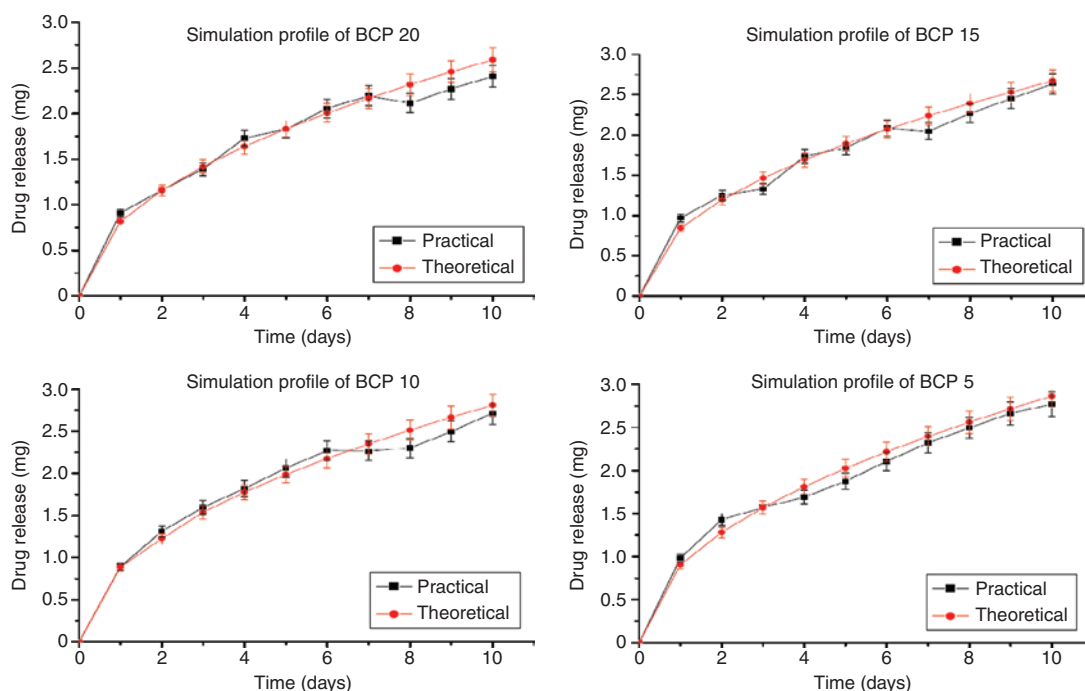 Simulation profile of BCP 20
Drug release (mg)
3.0
2.5
2.0
1.5
1.0
0.5
0
0 2 4 6 8 10
Time (days)
Practical
Theoretical
Simulation profile of BCP 15
Drug release (mg)
3.0
2.5
2.0
1.5
1.0
0.5
0
0 2 4 6 8 10
Time (days)
Practical
Theoretical
Simulation profile of BCP 10
Drug release (mg)
3.0
2.5
2.0
1.5
1.0
0.5
0
0 2 4 6 8 10
Time (days)
Practical
Theoretical
Simulation profile of BCP 5
Drug release (mg)
3.0
2.5
2.0
1.5
1.0
0.5
0
0 2 4 6 8 10
Time (days)
Practical
Theoretical